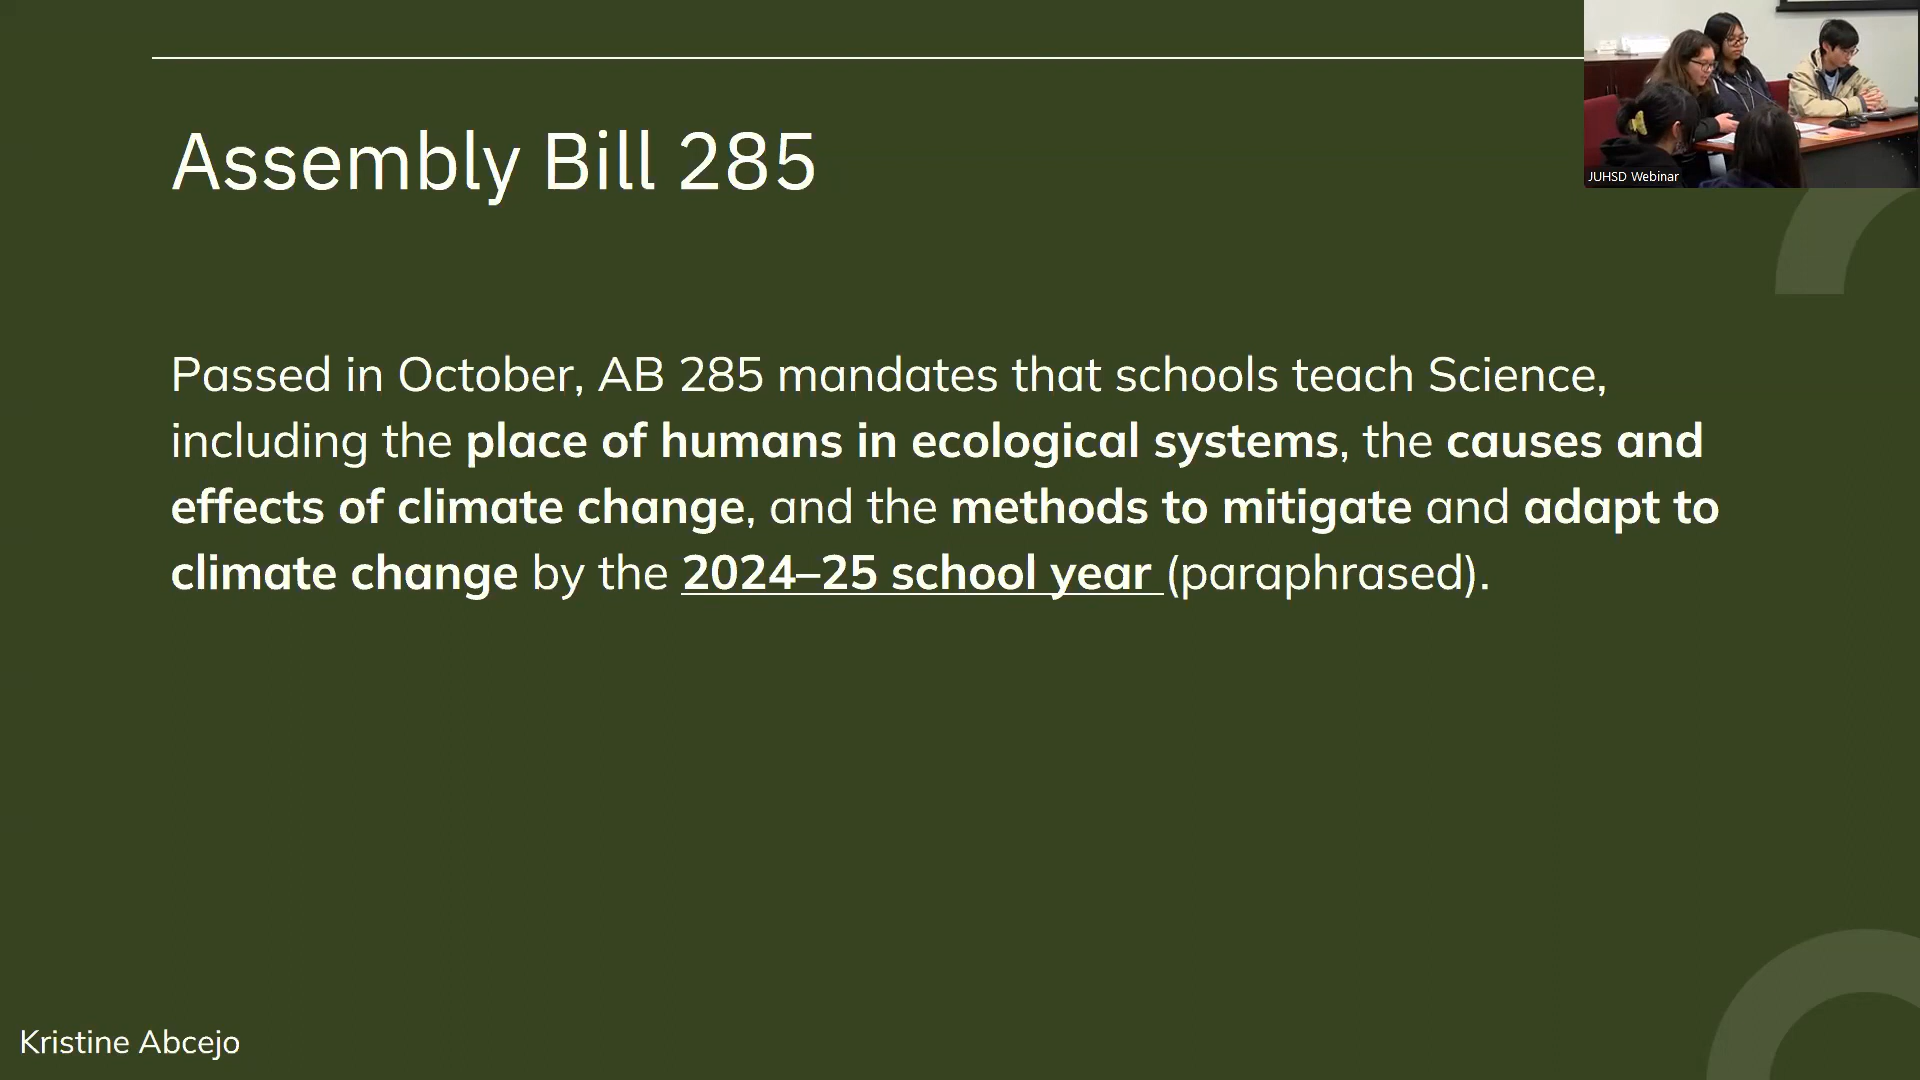 JUHSD Webinar
Assembly Bill 285
Passed in October, AB 285 mandates that schools teach Science,
including the place of humans in ecological systems, the causes and
effects of climate change, and the methods to mitigate and adapt to
climate change by the 2024–25 school year (paraphrased).
Kristine Abcejo